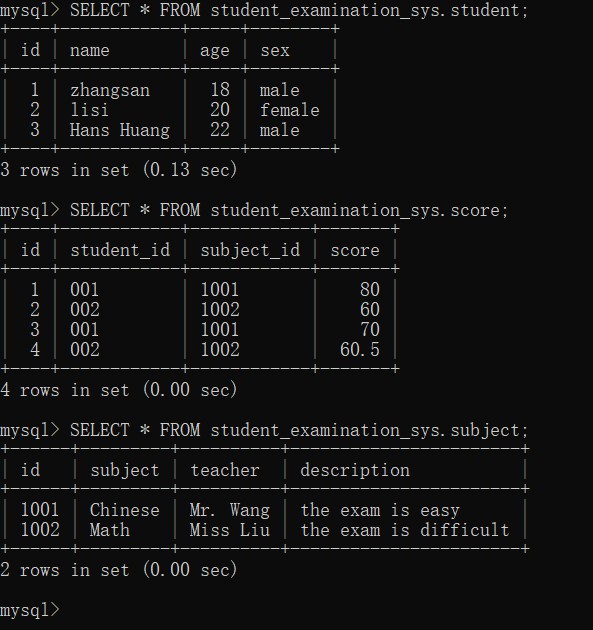 mysql> SELECT * FROM student_examination_sys.student;
+----+------------+-----+--------+
| id | name       | age | sex    |
+----+------------+-----+--------+
|  1 | zhangsan   |  18 | male   |
|  2 | lisi       |  20 | female |
|  3 | Hans Huang |  22 | male   |
+----+------------+-----+--------+
3 rows in set (0.13 sec)
mysql> SELECT * FROM student_examination_sys.score;
+----+------------+------------+-------+
| id | student_id | subject_id | score |
+----+------------+------------+-------+
|  1 | 001        | 1001       |    80 |
|  2 | 002        | 1002       |    60 |
|  3 | 001        | 1001       |    70 |
|  4 | 002        | 1002       |  60.5 |
+----+------------+------------+-------+
4 rows in set (0.00 sec)
mysql> SELECT * FROM student_examination_sys.subject;
+------+---------+----------+-----------------------+
| id   | subject | teacher  | description           |
+------+---------+----------+-----------------------+
| 1001 | Chinese | Mr. Wang | the exam is easy      |
| 1002 | Math    | Miss Liu | the exam is difficult |
+------+---------+----------+-----------------------+
2 rows in set (0.00 sec)
mysql>